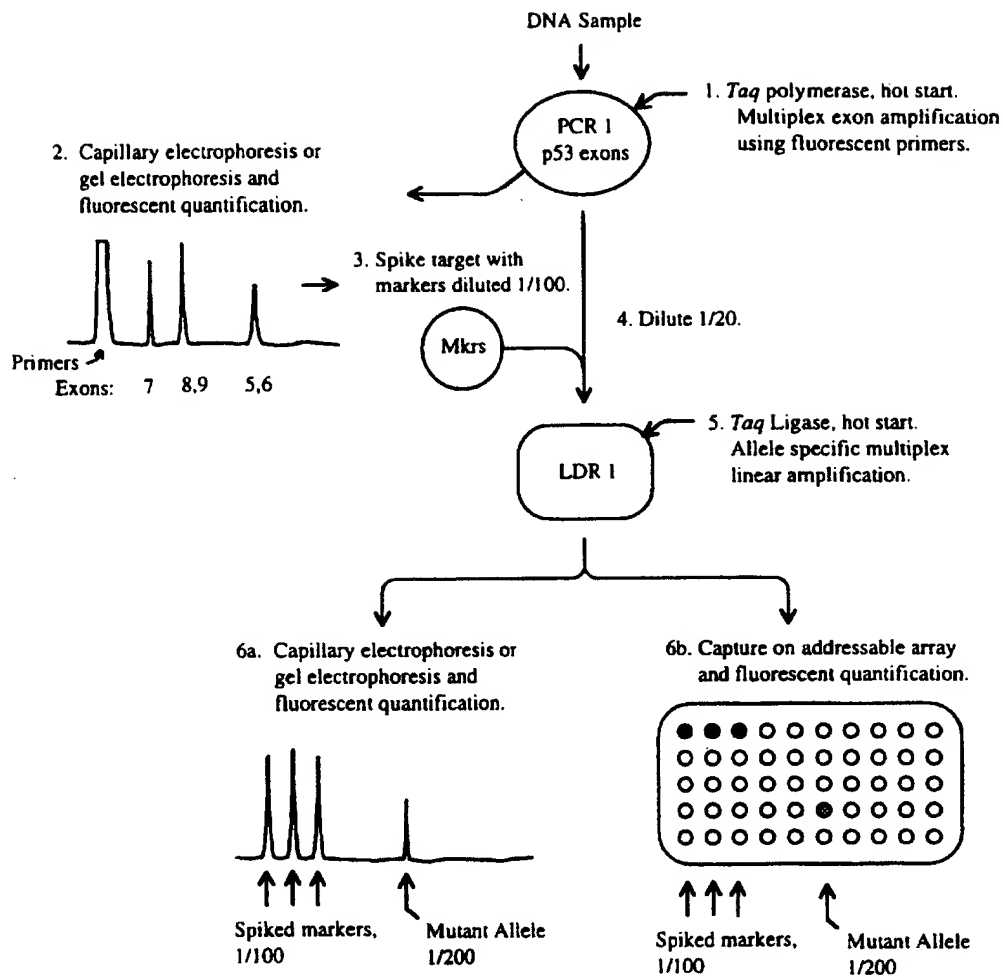 DNA Sample
PCR 1
p53 exons
1. Taq polymerase, hot start.
Multiplex exon amplification
using fluorescent primers.
2. Capillary electrophoresis or
gel electrophoresis and
fluorescent quantification.
Primers
Exons: 7 8,9 5,6
3. Spike target with
markers diluted 1/100.
Mkrs
4. Dilute 1/20.
5. Taq Ligase, hot start.
Allele specific multiplex
linear amplification.
LDR 1
6a. Capillary electrophoresis or
gel electrophoresis and
fluorescent quantification.
Spiked markers,
1/100
Mutant Allele
1/200
6b. Capture on addressable array
and fluorescent quantification.
Spiked markers,
1/100
Mutant Allele
1/200